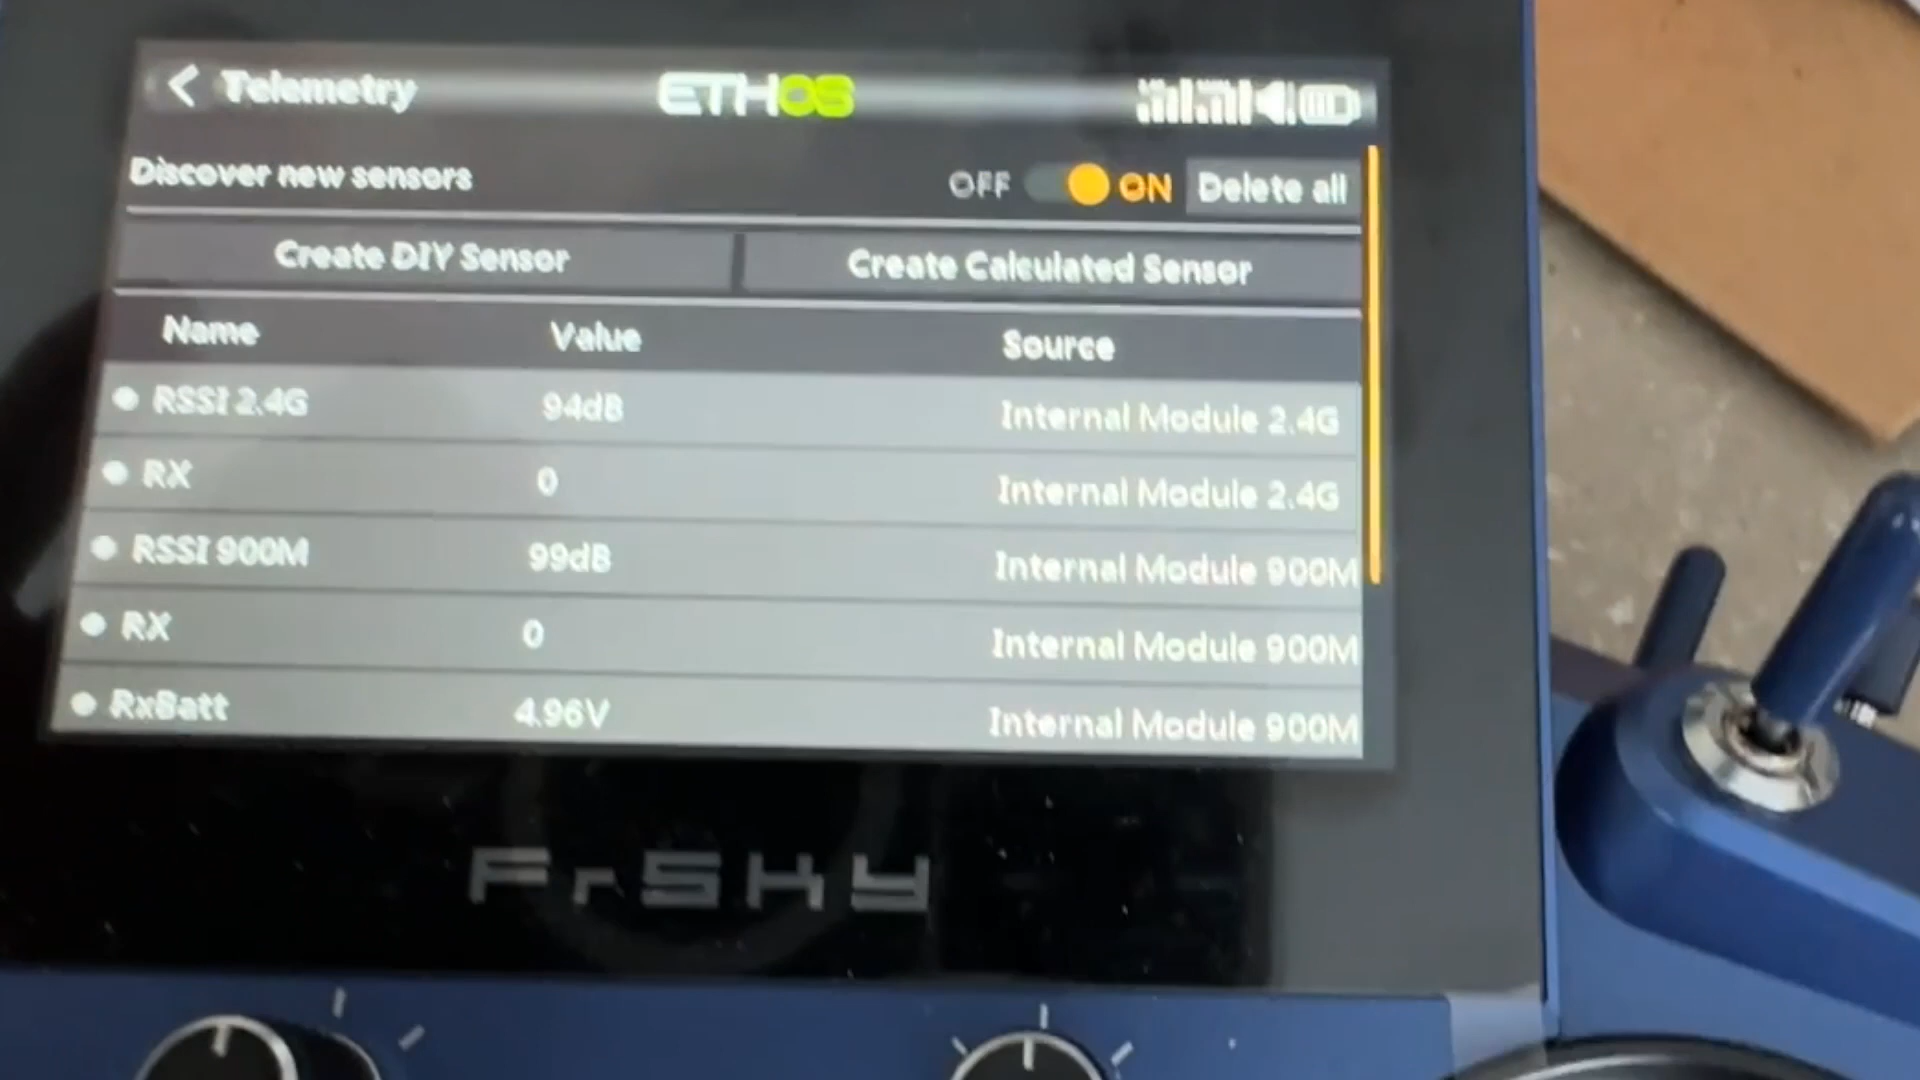 Telemetry ETHOS
Discover new sensors OFF ON Delete all
Create DIY Sensor Create Calculated Sensor
Name Value Source
RSSI 2.4G 94dB Internal Module 2.4G
RX 0 Internal Module 2.4G
RSSI 900M 99dB Internal Module 900M
RX 0 Internal Module 900M
RxBatt 4.96V Internal Module 900M
FrSky